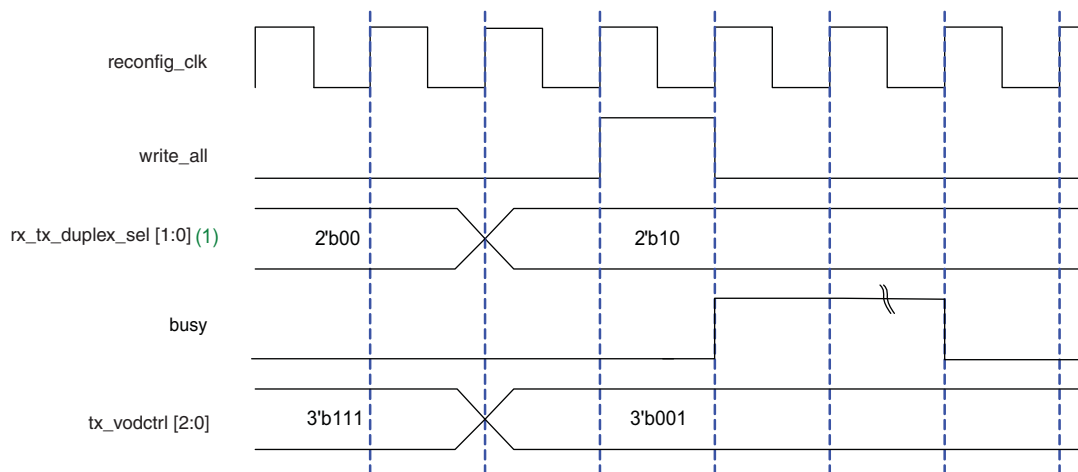 reconfig_clk
write_all
rx_tx_duplex_sel [1:0] (1) 2'b00 2'b10
busy
tx_vodctrl [2:0] 3'b111 3'b001